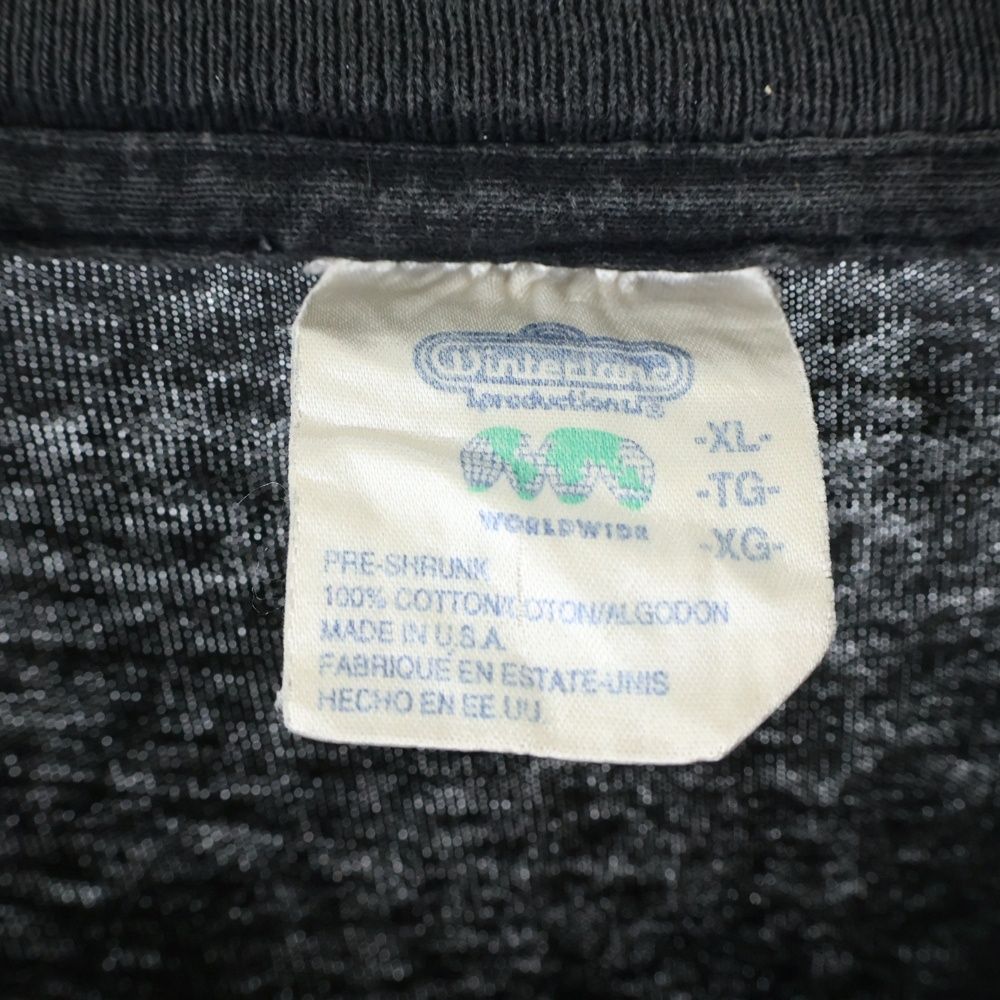 Winterland
productions
WORLDWIDE
-XL-
-TG-
-XG-
PRE-SHRUNK
100% COTTON/COTON/ALGODON
MADE IN U.S.A.
FABRIQUE EN ESTATE-UNIS
HECHO EN EE.UU.